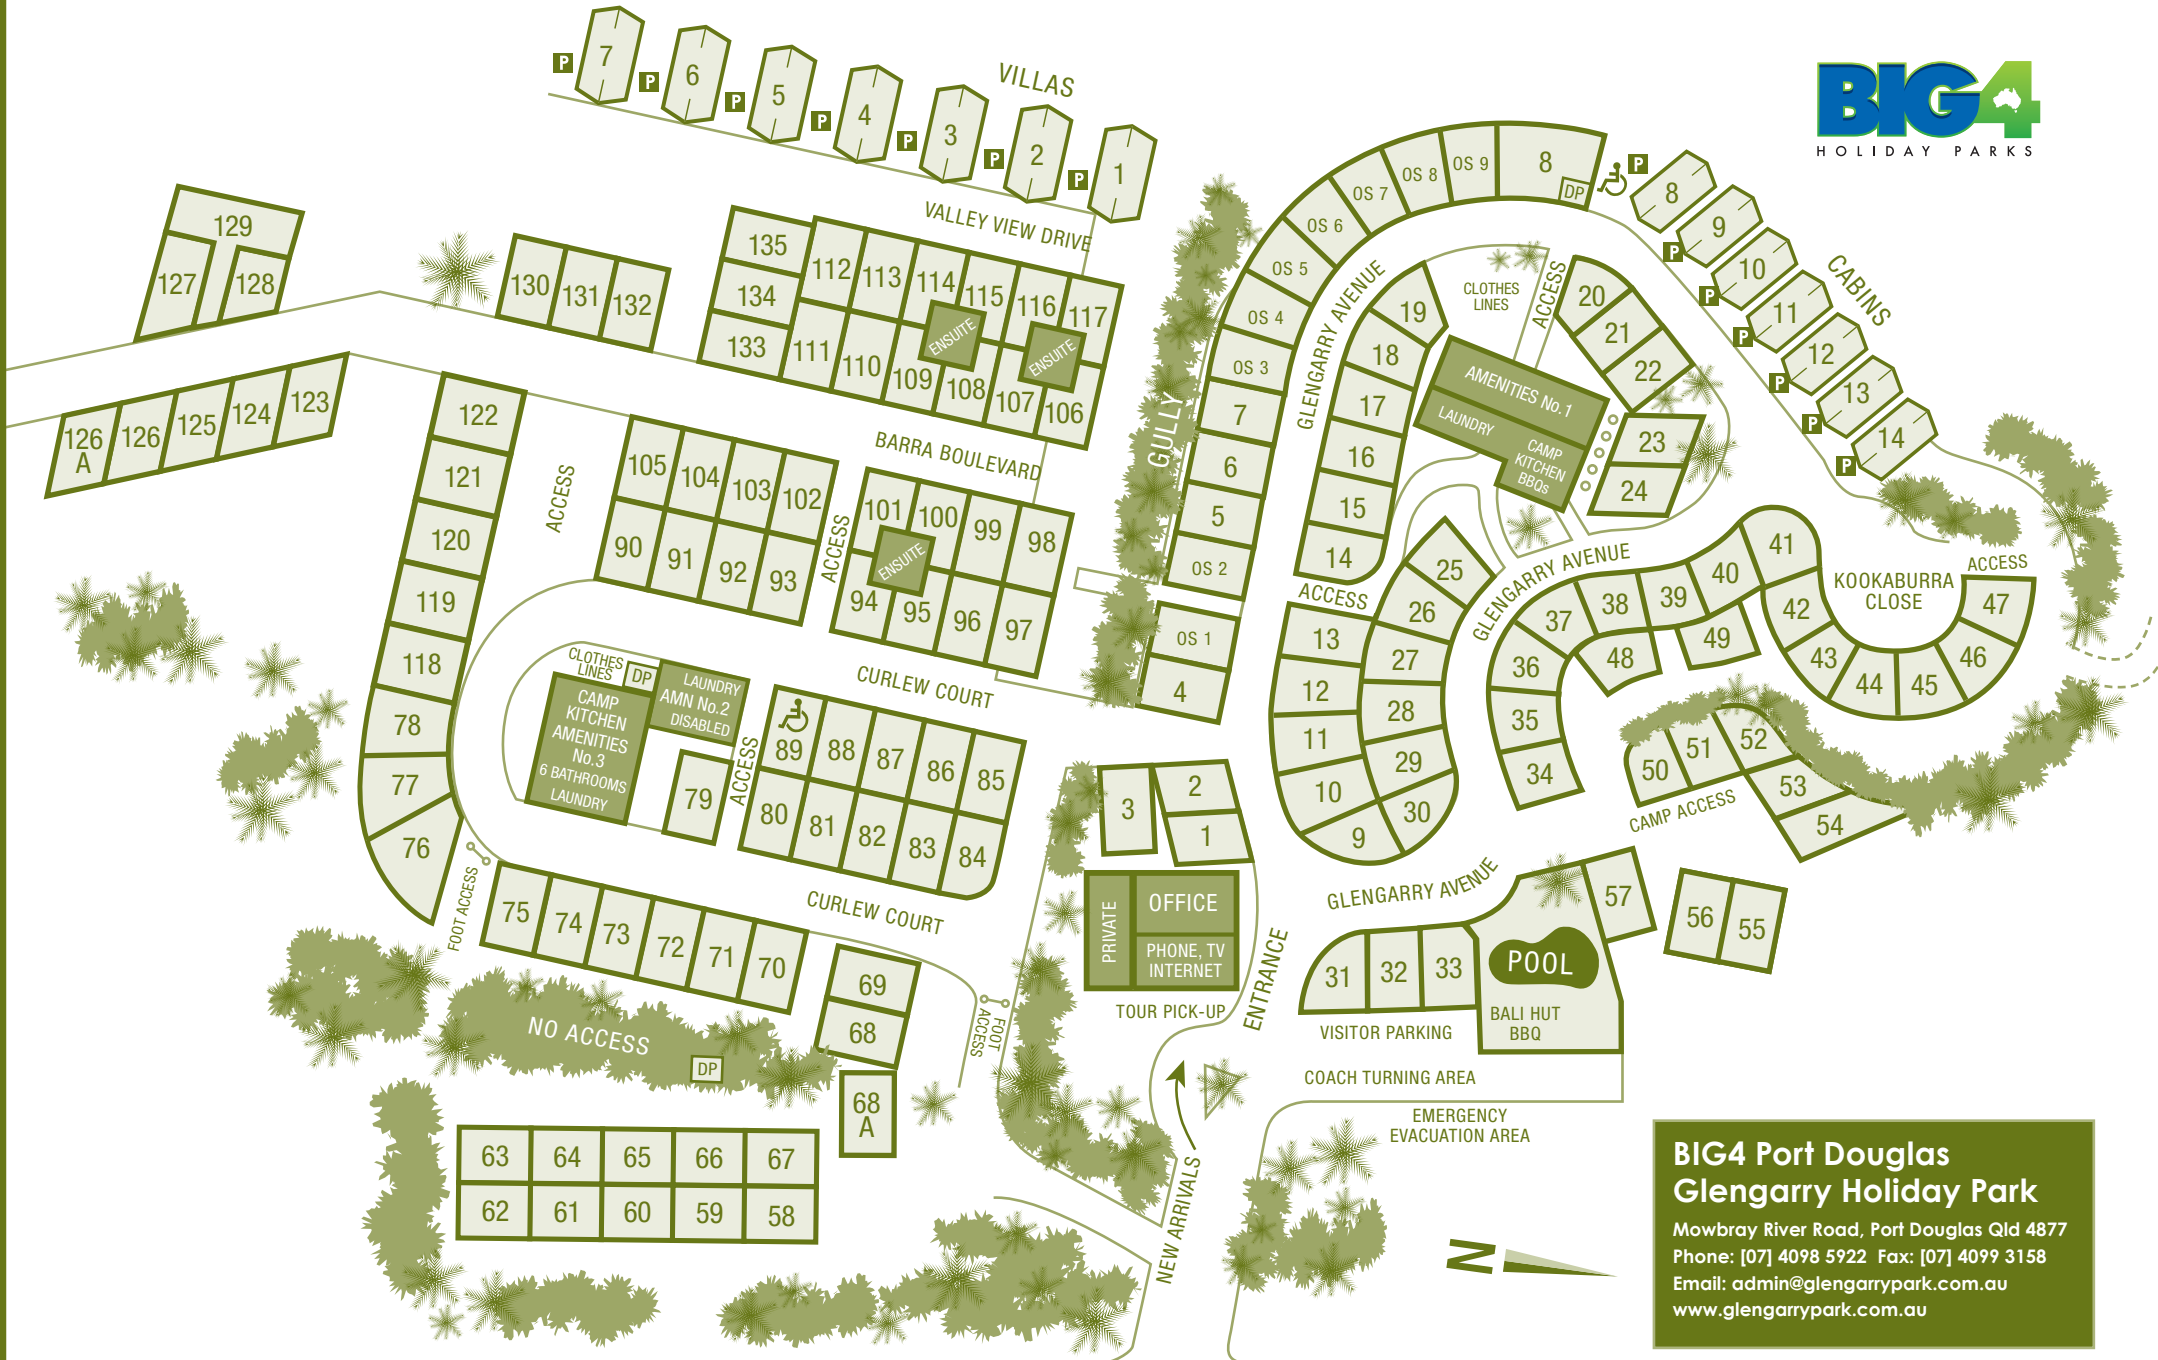 7
6
5
4
3
2
1
P
P
P
P
P
P
P
VILLAS
VALLEY VIEW DRIVE
BIG4
HOLIDAY PARKS
129
127
128
130
131
132
135
134
133
112
113
114
115
116
117
111
110
109
108
107
106
ENSUITE
ENSUITE
126
A
126
125
124
123
BARRA BOULEVARD
122
121
120
119
118
78
77
76
ACCESS
105
104
103
102
90
91
92
93
ACCESS
101
100
99
98
ENSUITE
94
95
96
97
CURLEW COURT
CLOTHES
LINES
DP
LAUNDRY
AMN No.2
DISABLED
CAMP
KITCHEN
AMENITIES
No.3
6 BATHROOMS
LAUNDRY
79
ACCESS
89
88
87
86
85
80
81
82
83
84
CURLEW COURT
FOOT ACCESS
75
74
73
72
71
70
69
68
68
A
FOOT
ACCESS
NO ACCESS
DP
63
64
65
66
67
62
61
60
59
58
GULLY
8
DP
OS 9
OS 8
OS 7
OS 6
OS 5
OS 4
OS 3
7
6
5
OS 2
OS 1
4
P
8
9
10
11
12
13
14
P
P
P
P
P
P
CABINS
GLENGARRY AVENUE
CLOTHES
LINES
ACCESS
19
18
17
16
15
14
20
21
22
23
24
AMENITIES No.1
LAUNDRY
CAMP
KITCHEN
BBQs
ACCESS
13
12
11
10
9
25
26
27
28
29
30
GLENGARRY AVENUE
41
40
39
38
37
36
35
34
48
49
42
43
44
45
46
47
KOOKABURRA
CLOSE
ACCESS
50
51
52
53
54
CAMP ACCESS
3
2
1
PRIVATE
OFFICE
PHONE, TV
INTERNET
TOUR PICK-UP
ENTRANCE
GLENGARRY AVENUE
31
32
33
POOL
BALI HUT
BBQ
57
56
55
VISITOR PARKING
COACH TURNING AREA
EMERGENCY
EVACUATION AREA
NEW ARRIVALS
N
BIG4 Port Douglas
Glengarry Holiday Park
Mowbray River Road, Port Douglas Qld 4877
Phone: [07] 4098 5922 Fax: [07] 4099 3158
Email: admin@glengarrypark.com.au
www.glengarrypark.com.au